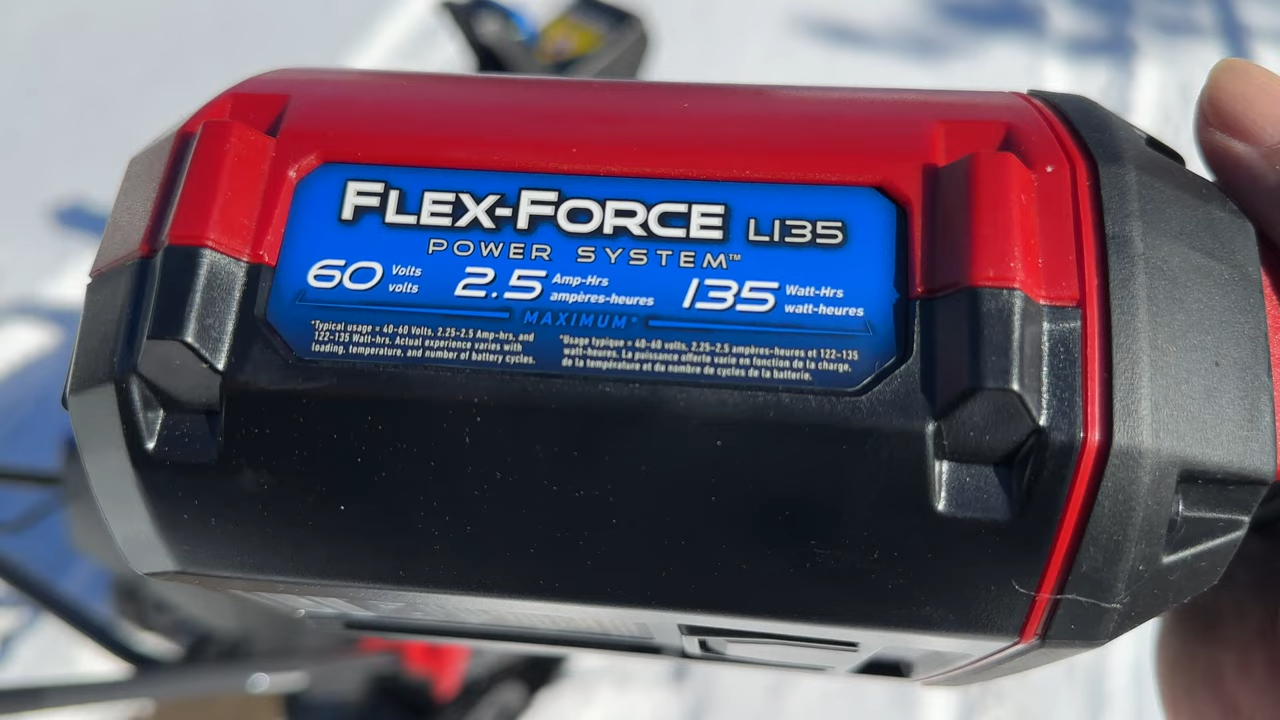 FLEX-FORCE L135
POWER SYSTEM™
60 Volts volts 2.5 Amp-Hrs ampères-heures 135 Watt-Hrs watt-heures
MAXIMUM*
*Typical usage = 40-60 Volts, 2.25-2.5 Amp-hrs, and
122-135 Watt-hrs. Actual experience varies with
loading, temperature, and number of battery cycles.
*Usage typique = 40-60 volts, 2.25-2.5 ampères-heures et 122-135
watt-heures. La puissance offerte varie en fonction de la charge,
de la température et du nombre de cycles de la batterie.